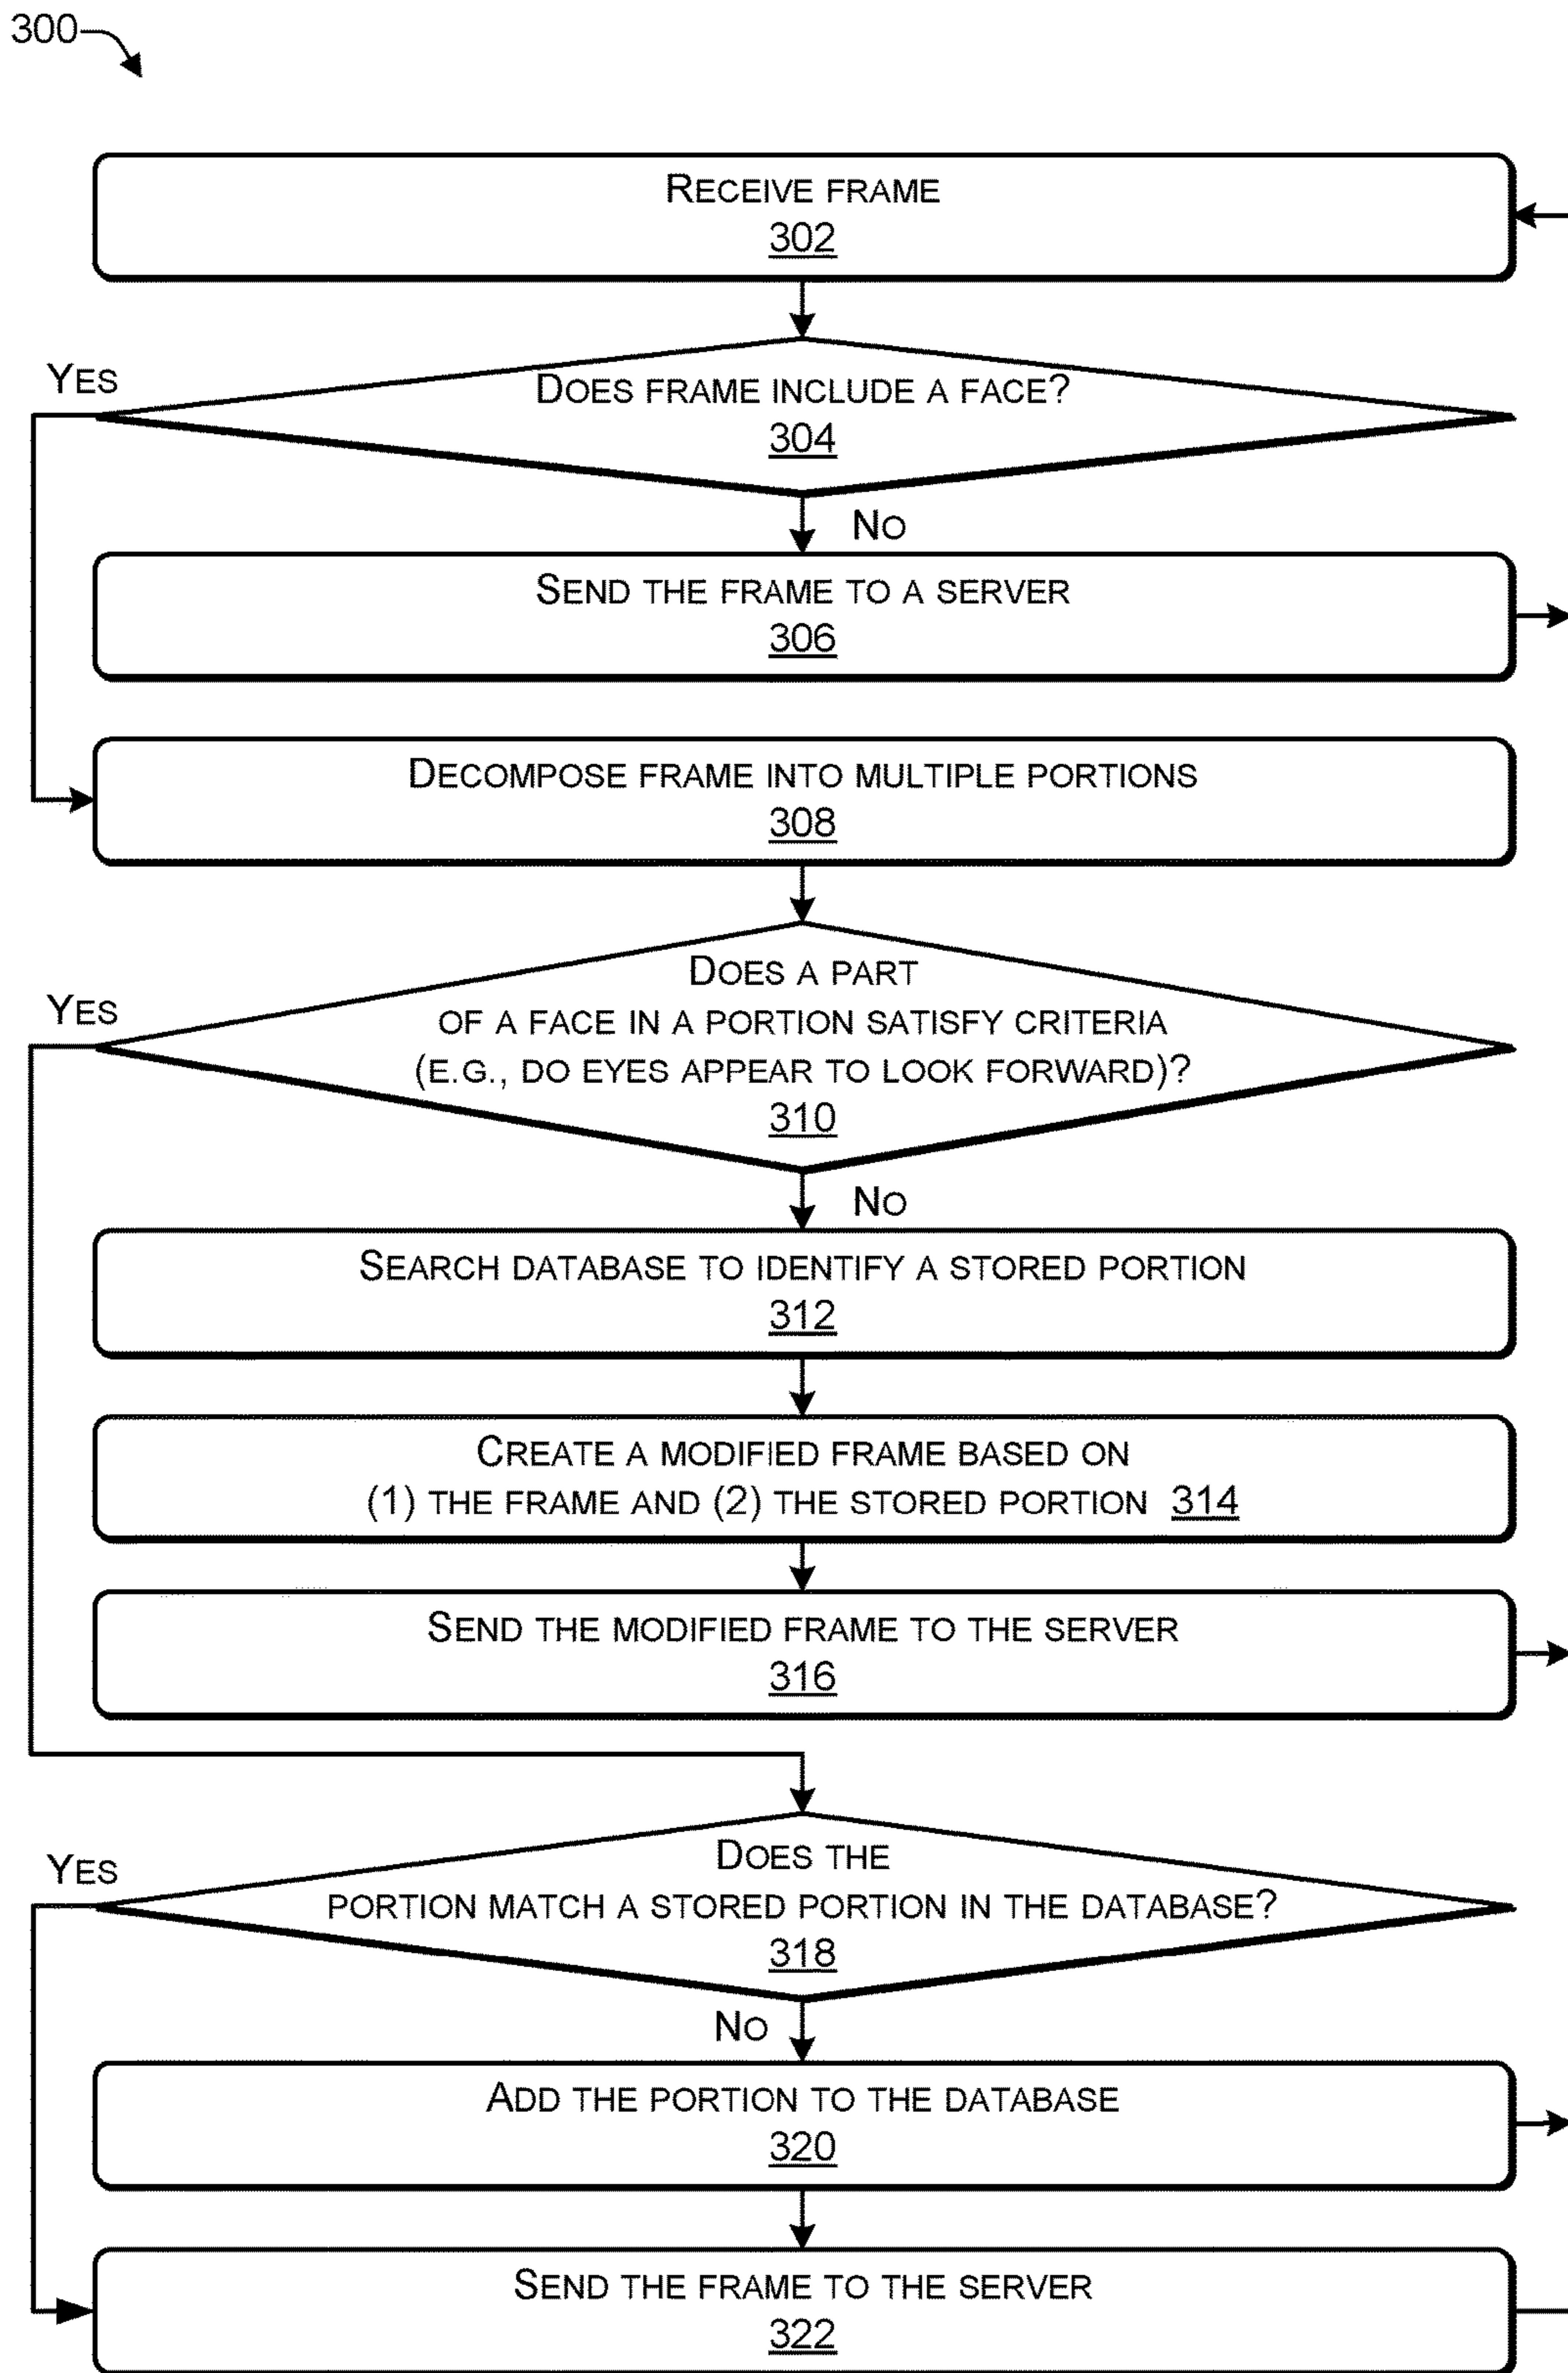 300
RECEIVE FRAME
302
YES
DOES FRAME INCLUDE A FACE?
304
NO
SEND THE FRAME TO A SERVER
306
DECOMPOSE FRAME INTO MULTIPLE PORTIONS
308
YES
DOES A PART
OF A FACE IN A PORTION SATISFY CRITERIA
(E.G., DO EYES APPEAR TO LOOK FORWARD)?
310
NO
SEARCH DATABASE TO IDENTIFY A STORED PORTION
312
CREATE A MODIFIED FRAME BASED ON
(1) THE FRAME AND (2) THE STORED PORTION 314
SEND THE MODIFIED FRAME TO THE SERVER
316
YES
DOES THE
PORTION MATCH A STORED PORTION IN THE DATABASE?
318
NO
ADD THE PORTION TO THE DATABASE
320
SEND THE FRAME TO THE SERVER
322